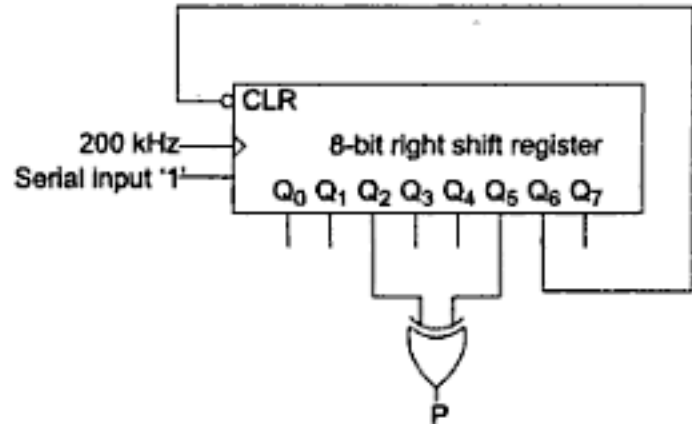 CLR
200 kHz
8-bit right shift register
Serial input '1'
Q0 Q1 Q2 Q3 Q4 Q5 Q6 Q7
P